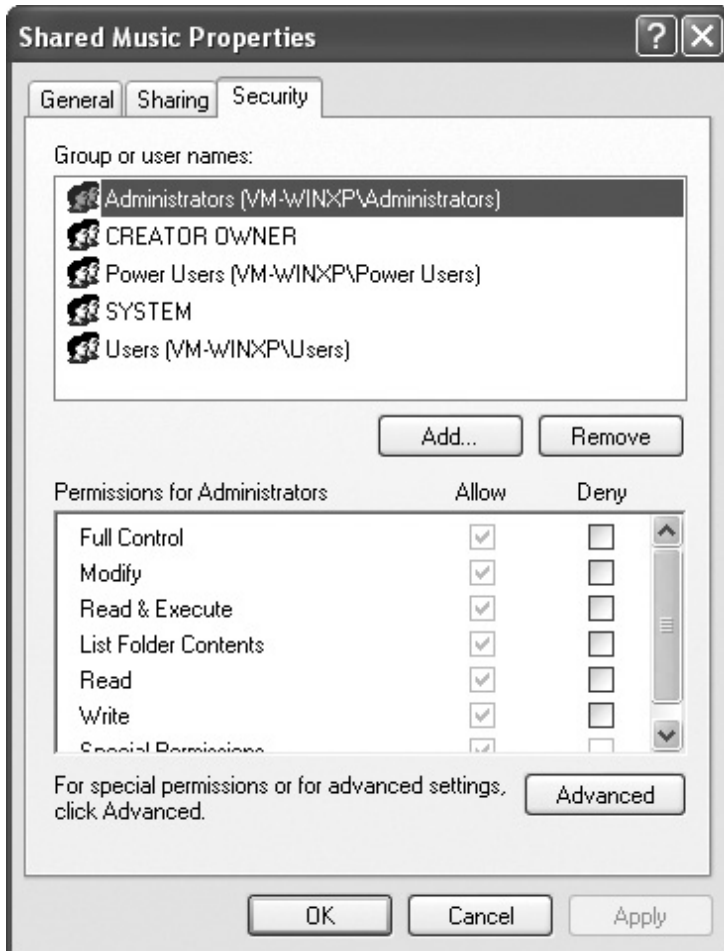 Shared Music Properties
General Sharing Security
Group or user names:
Administrators (VM-WINXP\Administrators)
CREATOR OWNER
Power Users (VM-WINXP\Power Users)
SYSTEM
Users (VM-WINXP\Users)
Add... Remove
Permissions for Administrators Allow Deny
Full Control
Modify
Read & Execute
List Folder Contents
Read
Write
Special Permissions
For special permissions or for advanced settings,
click Advanced.
Advanced
OK Cancel Apply